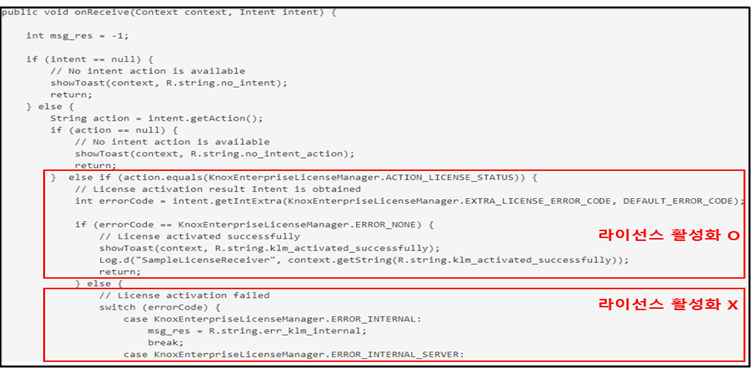 public void onReceive(Context context, Intent intent) {
int msg_res = -1;
if (intent == null) {
// No intent action is available
showToast(context, R.string.no_intent);
return;
} else {
String action = intent.getAction();
if (action == null) {
// No intent action is available
showToast(context, R.string.no_intent_action);
return;
} else if (action.equals(KnoxEnterpriseLicenseManager.ACTION_LICENSE_STATUS)) {
// License activation result Intent is obtained
int errorCode = intent.getIntExtra(KnoxEnterpriseLicenseManager.EXTRA_LICENSE_ERROR_CODE, DEFAULT_ERROR_CODE);
if (errorCode == KnoxEnterpriseLicenseManager.ERROR_NONE) {
// License activated successfully
라이선스 활성화 O
showToast(context, R.string.klm_activated_successfully);
Log.d("SampleLicenseReceiver", context.getString(R.string.klm_activated_successfully));
return;
} else {
// License activation failed
라이선스 활성화 X
switch (errorCode) {
case KnoxEnterpriseLicenseManager.ERROR_INTERNAL:
msg_res = R.string.err_klm_internal;
break;
case KnoxEnterpriseLicenseManager.ERROR_INTERNAL_SERVER: